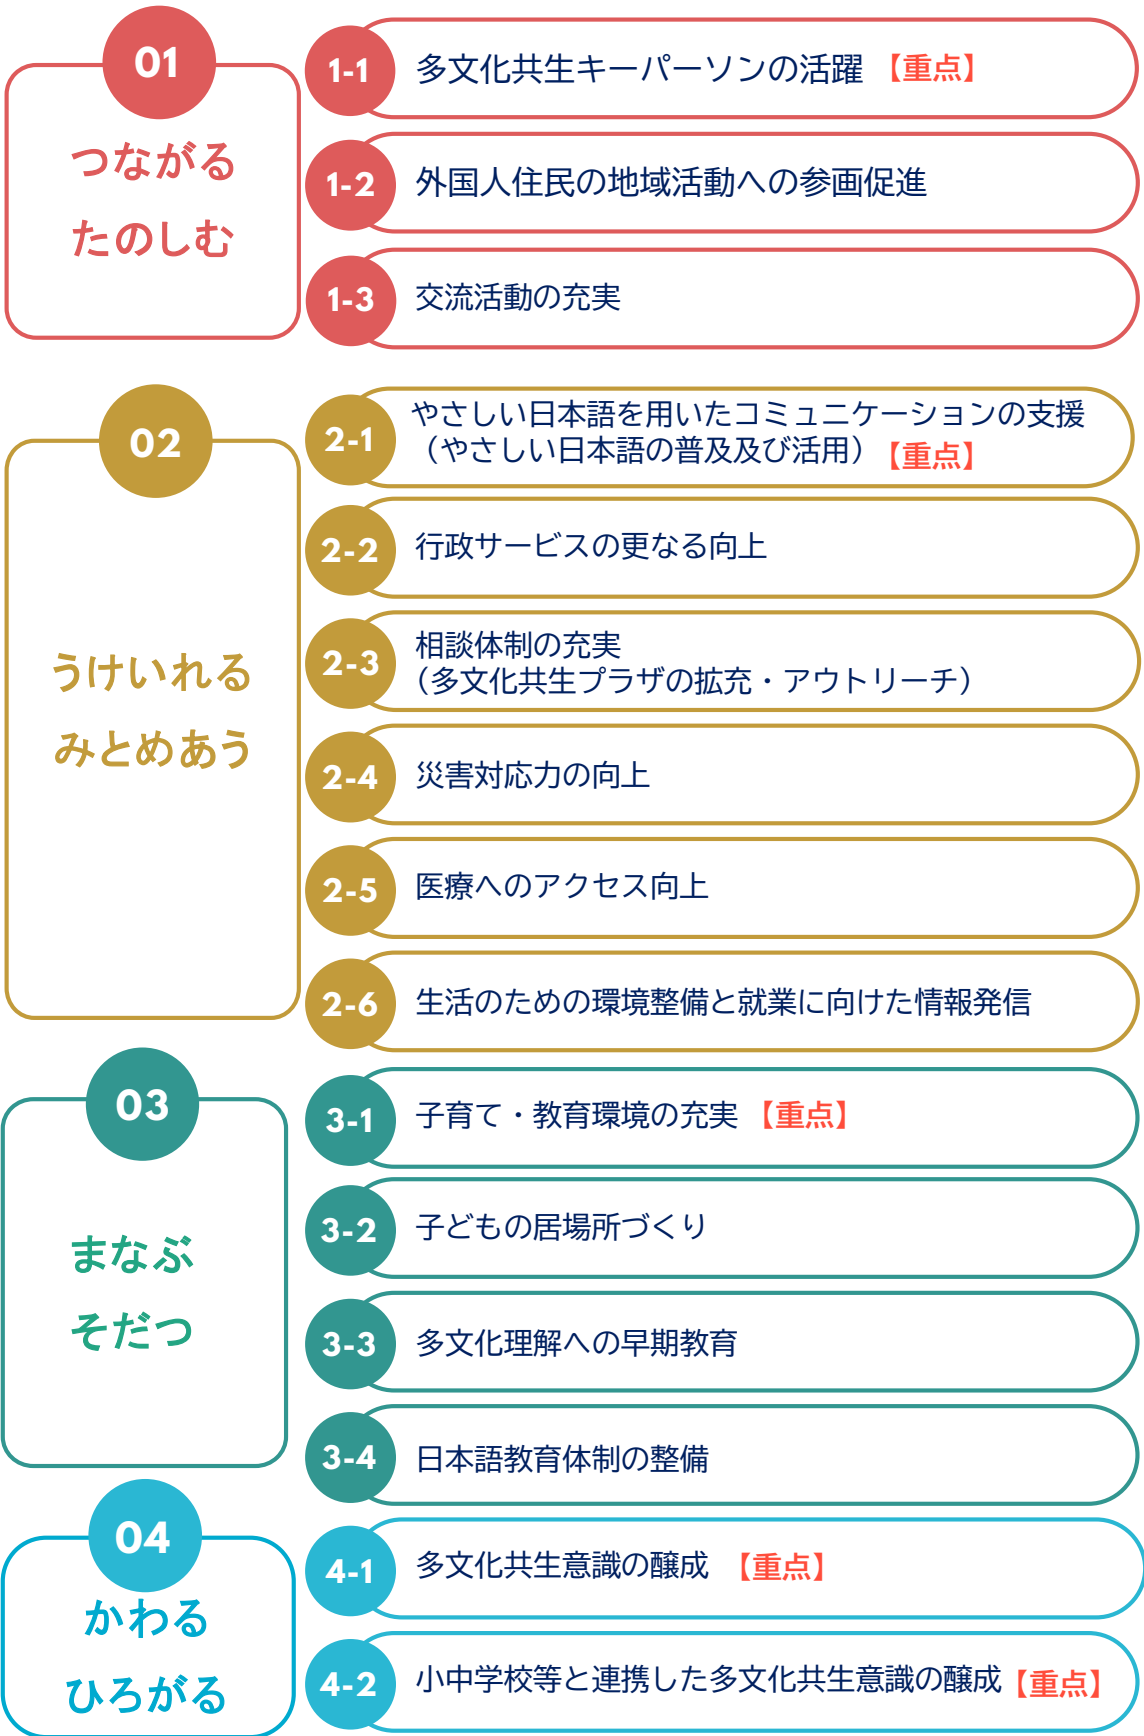 01
つながる
たのしむ
1-1
多文化共生キーパーソンの活躍 【重点】
1-2
外国人住民の地域活動への参画促進
1-3
交流活動の充実
02
うけいれる
みとめあう
2-1
やさしい日本語を用いたコミュニケーションの支援
（やさしい日本語の普及及び活用）【重点】
2-2
行政サービスの更なる向上
2-3
相談体制の充実
（多文化共生プラザの拡充・アウトリーチ）
2-4
災害対応力の向上
2-5
医療へのアクセス向上
2-6
生活のための環境整備と就業に向けた情報発信
03
まなぶ
そだつ
3-1
子育て・教育環境の充実 【重点】
3-2
子どもの居場所づくり
3-3
多文化理解への早期教育
3-4
日本語教育体制の整備
04
かわる
ひろがる
4-1
多文化共生意識の醸成 【重点】
4-2
小中学校等と連携した多文化共生意識の醸成【重点】